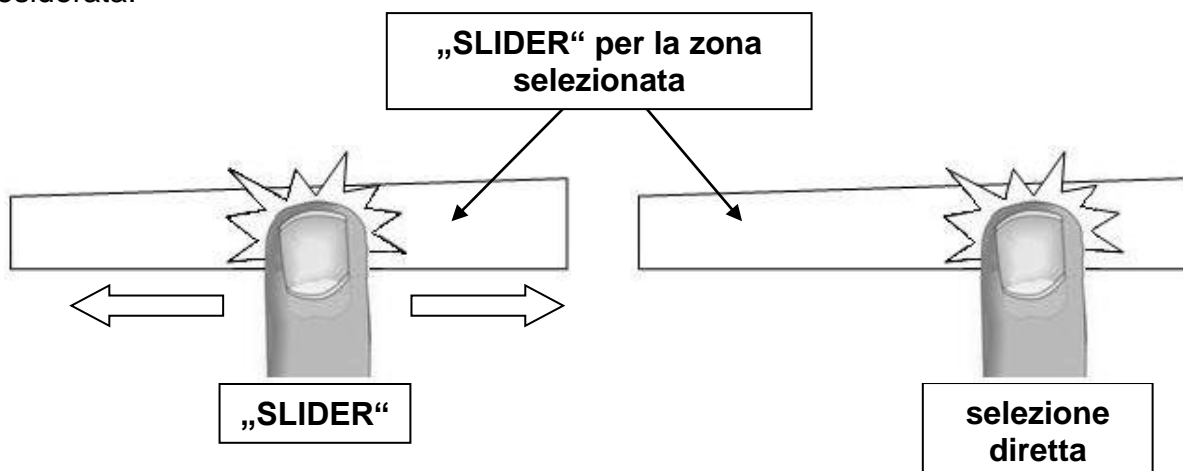 „SLIDER“ per la zona
selezionata
„SLIDER“
selezione
diretta